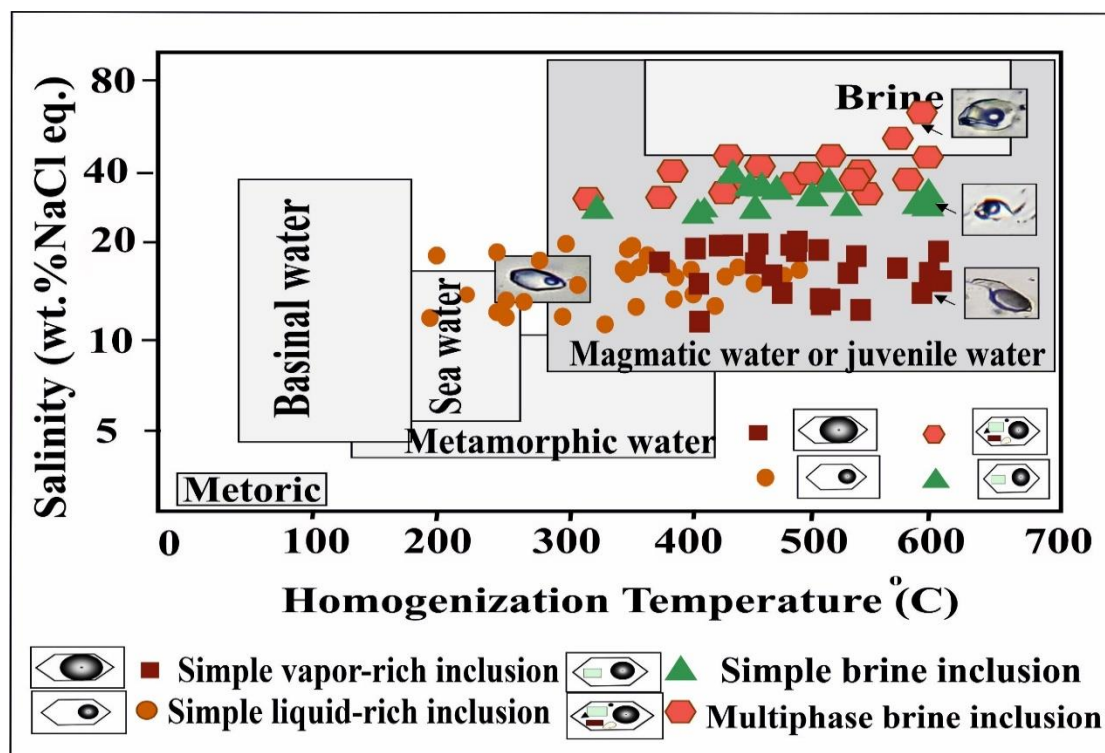 Salinity (wt.%NaCl eq.)
80
40
20
10
5
Brine
Basinal water
Sea water
Magmatic water or juvenile water
Metamorphic water
Metoric
0 100 200 300 400 500 600 700
Homogenization Temperature °(C)
Simple vapor-rich inclusion
Simple brine inclusion
Simple liquid-rich inclusion
Multiphase brine inclusion